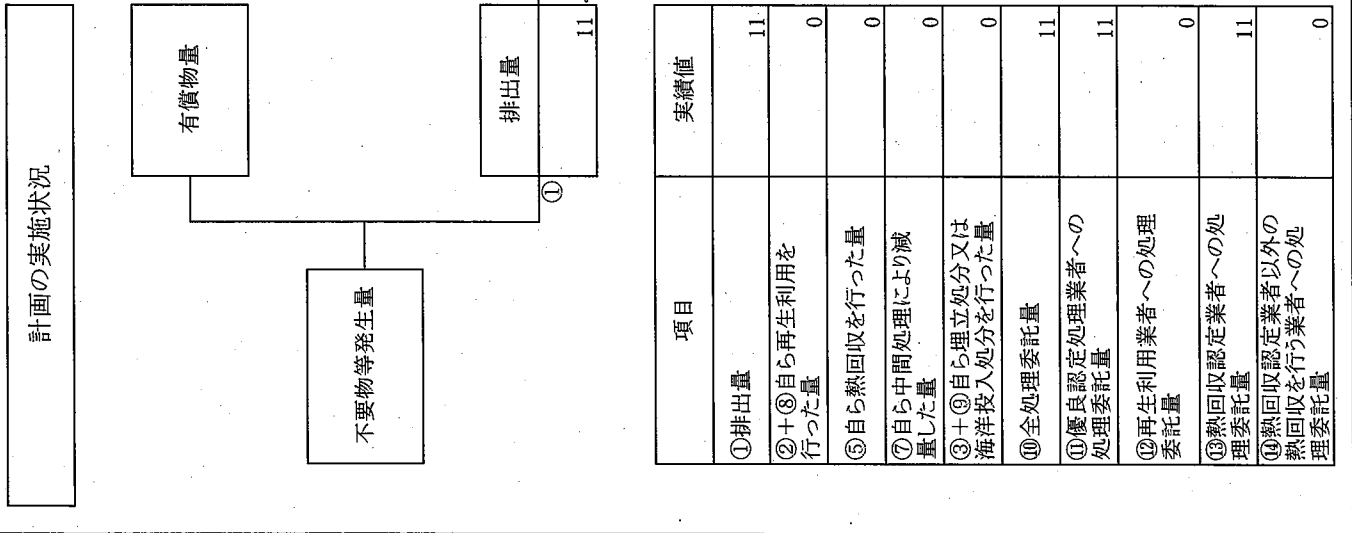 計画の実施状況
有償物量
不要物等発生量
排出量
①
11
項目
実績値
①排出量
11
②+⑧自ら再生利用を
行った量
0
⑤自ら熱回収を行った量
0
⑦自ら中間処理により減
量した量
0
③+⑨自ら埋立処分又は
海洋投入処分を行った量
0
⑩全処理委託量
11
⑪優良認定処理業者への
処理委託量
11
⑫再生利用業者への処理
委託量
0
⑬熱回収認定業者への処
理委託量
11
⑭熱回収認定業者以外の
熱回収を行う業者への処
理委託量
0